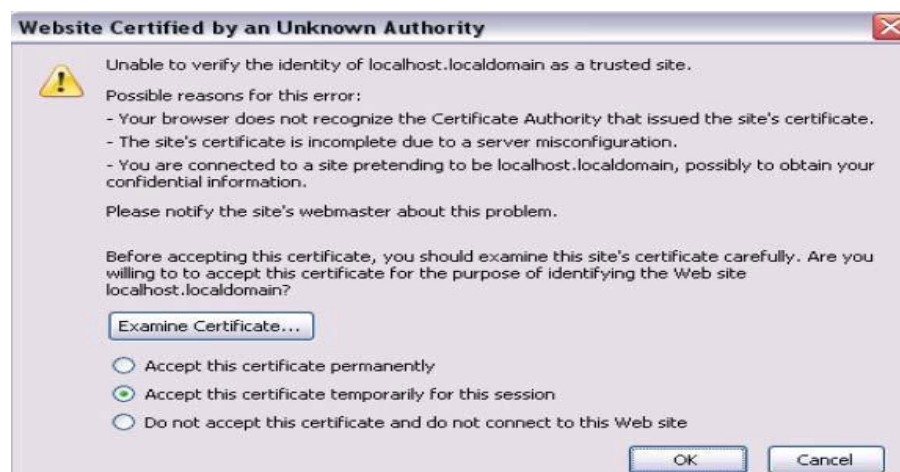 Website Certified by an Unknown Authority
Unable to verify the identity of localhost.localdomain as a trusted site.
Possible reasons for this error:
- Your browser does not recognize the Certificate Authority that issued the site's certificate.
- The site's certificate is incomplete due to a server misconfiguration.
- You are connected to a site pretending to be localhost.localdomain, possibly to obtain your
confidential information.
Please notify the site's webmaster about this problem.
Before accepting this certificate, you should examine this site's certificate carefully. Are you
willing to to accept this certificate for the purpose of identifying the Web site
localhost.localdomain?
Examine Certificate...
Accept this certificate permanently
Accept this certificate temporarily for this session
Do not accept this certificate and do not connect to this Web site
OK Cancel